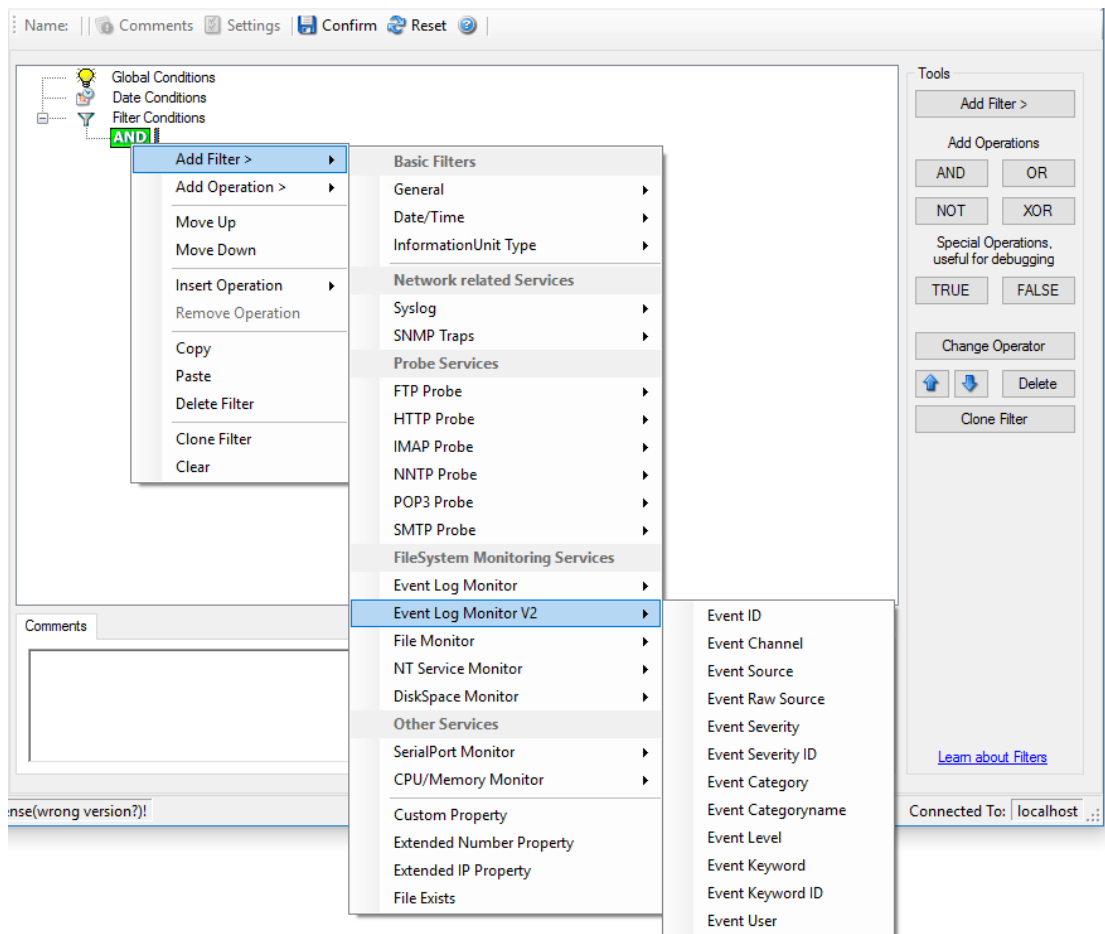 Name: Comments Settings Confirm Reset
Global Conditions
Date Conditions
Filter Conditions
AND
Add Filter >
Add Operation >
Move Up
Move Down
Insert Operation
Remove Operation
Copy
Paste
Delete Filter
Clone Filter
Clear
Basic Filters
General
Date/Time
InformationUnit Type
Network related Services
Syslog
SNMP Traps
Probe Services
FTP Probe
HTTP Probe
IMAP Probe
NNTP Probe
POP3 Probe
SMTP Probe
FileSystem Monitoring Services
Event Log Monitor
Event Log Monitor V2
File Monitor
NT Service Monitor
DiskSpace Monitor
Other Services
SerialPort Monitor
CPU/Memory Monitor
Custom Property
Extended Number Property
Extended IP Property
File Exists
Event ID
Event Channel
Event Source
Event Raw Source
Event Severity
Event Severity ID
Event Category
Event Categoryname
Event Level
Event Keyword
Event Keyword ID
Event User
Tools
Add Filter >
Add Operations
AND OR
NOT XOR
Special Operations,
useful for debugging
TRUE FALSE
Change Operator
Delete
Clone Filter
Learn about Filters
Comments
ense(wrong version?)!
Connected To: localhost